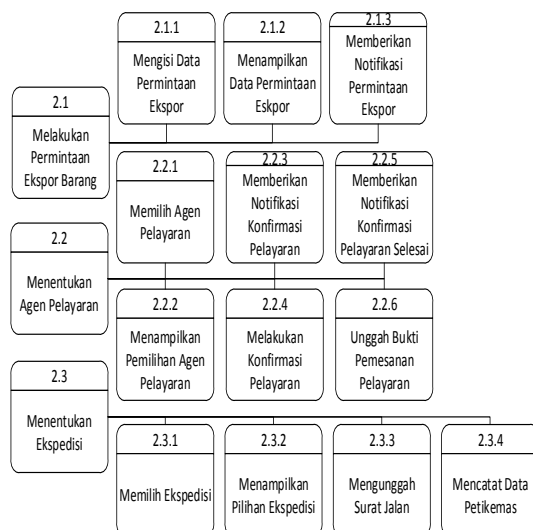 2.1.1
Mengisi Data
Permintaan
Ekspor
2.1.2
Menampilkan
Data Permintaan
Eskpor
2.1.3
Memberikan
Notifikasi
Permintaan
Ekspor
2.1
Melakukan
Permintaan
Ekspor Barang
2.2.1
Memilih Agen
Pelayaran
2.2.3
Memberikan
Notifikasi
Konfirmasi
Pelayaran
2.2.5
Memberikan
Notifikasi
Konfirmasi
Pelayaran Selesai
2.2
Menentukan
Agen Pelayaran
2.2.2
Menampilkan
Pemilihan Agen
Pelayaran
2.2.4
Melakukan
Konfirmasi
Pelayaran
2.2.6
Unggah Bukti
Pemesanan
Pelayaran
2.3
Menentukan
Ekspedisi
2.3.1
Memilih Ekspedisi
2.3.2
Menampilkan
Pilihan Ekspedisi
2.3.3
Mengunggah
Surat Jalan
2.3.4
Mencatat Data
Petikemas